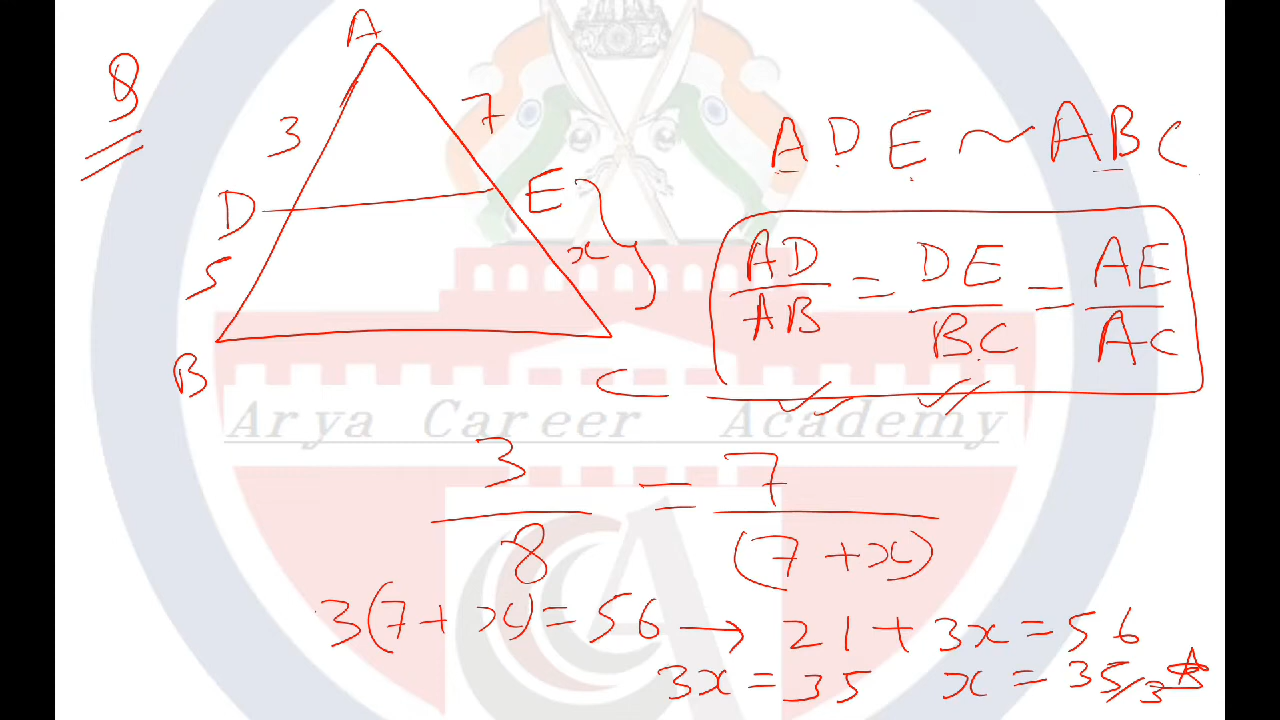 8
A
3
7
D
E
5
x
B
C
ADE ~ ABC
AD/AB = DE/BC = AE/AC
Arya Career Academy
3/8 = 7/(7+x)
3(7+x)=56 → 21+3x=56
3x=35 x=35/3